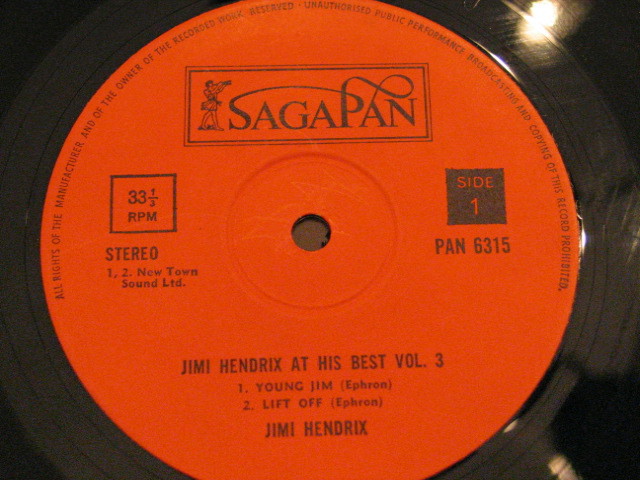 ALL RIGHTS OF THE MANUFACTURER AND OF THE OWNER OF THE RECORDED WORK RESERVED - UNAUTHORISED PUBLIC PERFORMANCE BROADCASTING AND COPYING OF THIS RECORD PROHIBITED.
SAGAPAN
33 1/3
RPM
SIDE
1
STEREO
PAN 6315
1, 2. New Town
Sound Ltd.
JIMI HENDRIX AT HIS BEST VOL. 3
1. YOUNG JIM (Ephron)
2. LIFT OFF (Ephron)
JIMI HENDRIX